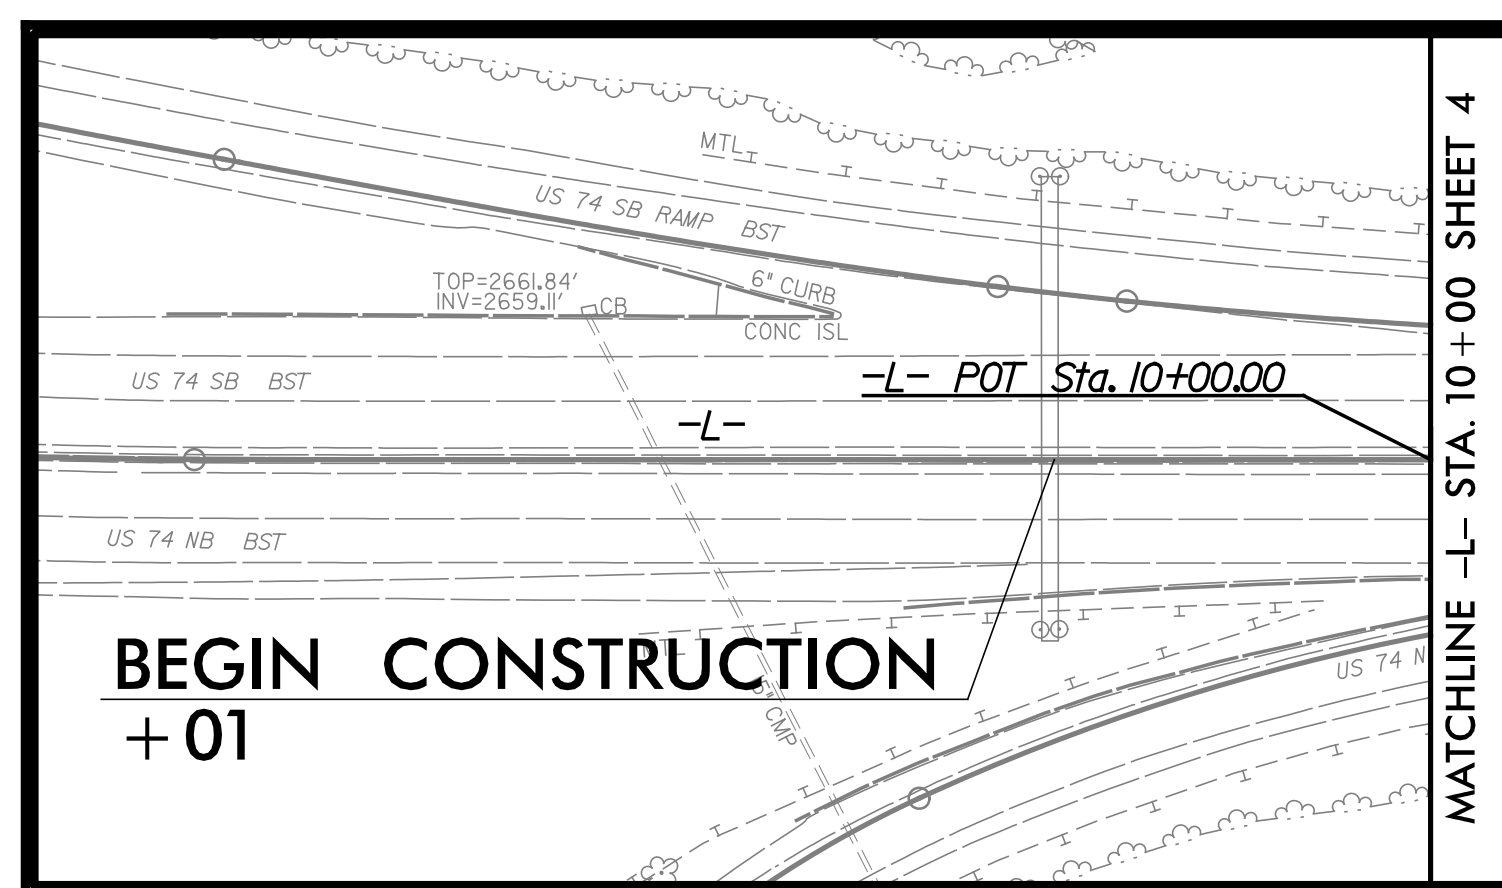 MTL
US 74 SB RAMP BST
TOP=2661.84'
INV=2659.11'
CB
6" CURB
CONC ISL
US 74 SB BST
-L- POT Sta. 10+00.00
-L-
US 74 NB BST
BEGIN CONSTRUCTION
+01
MTL
CMP
US 74 N
MATCHLINE -L- STA. 10+00 SHEET 4